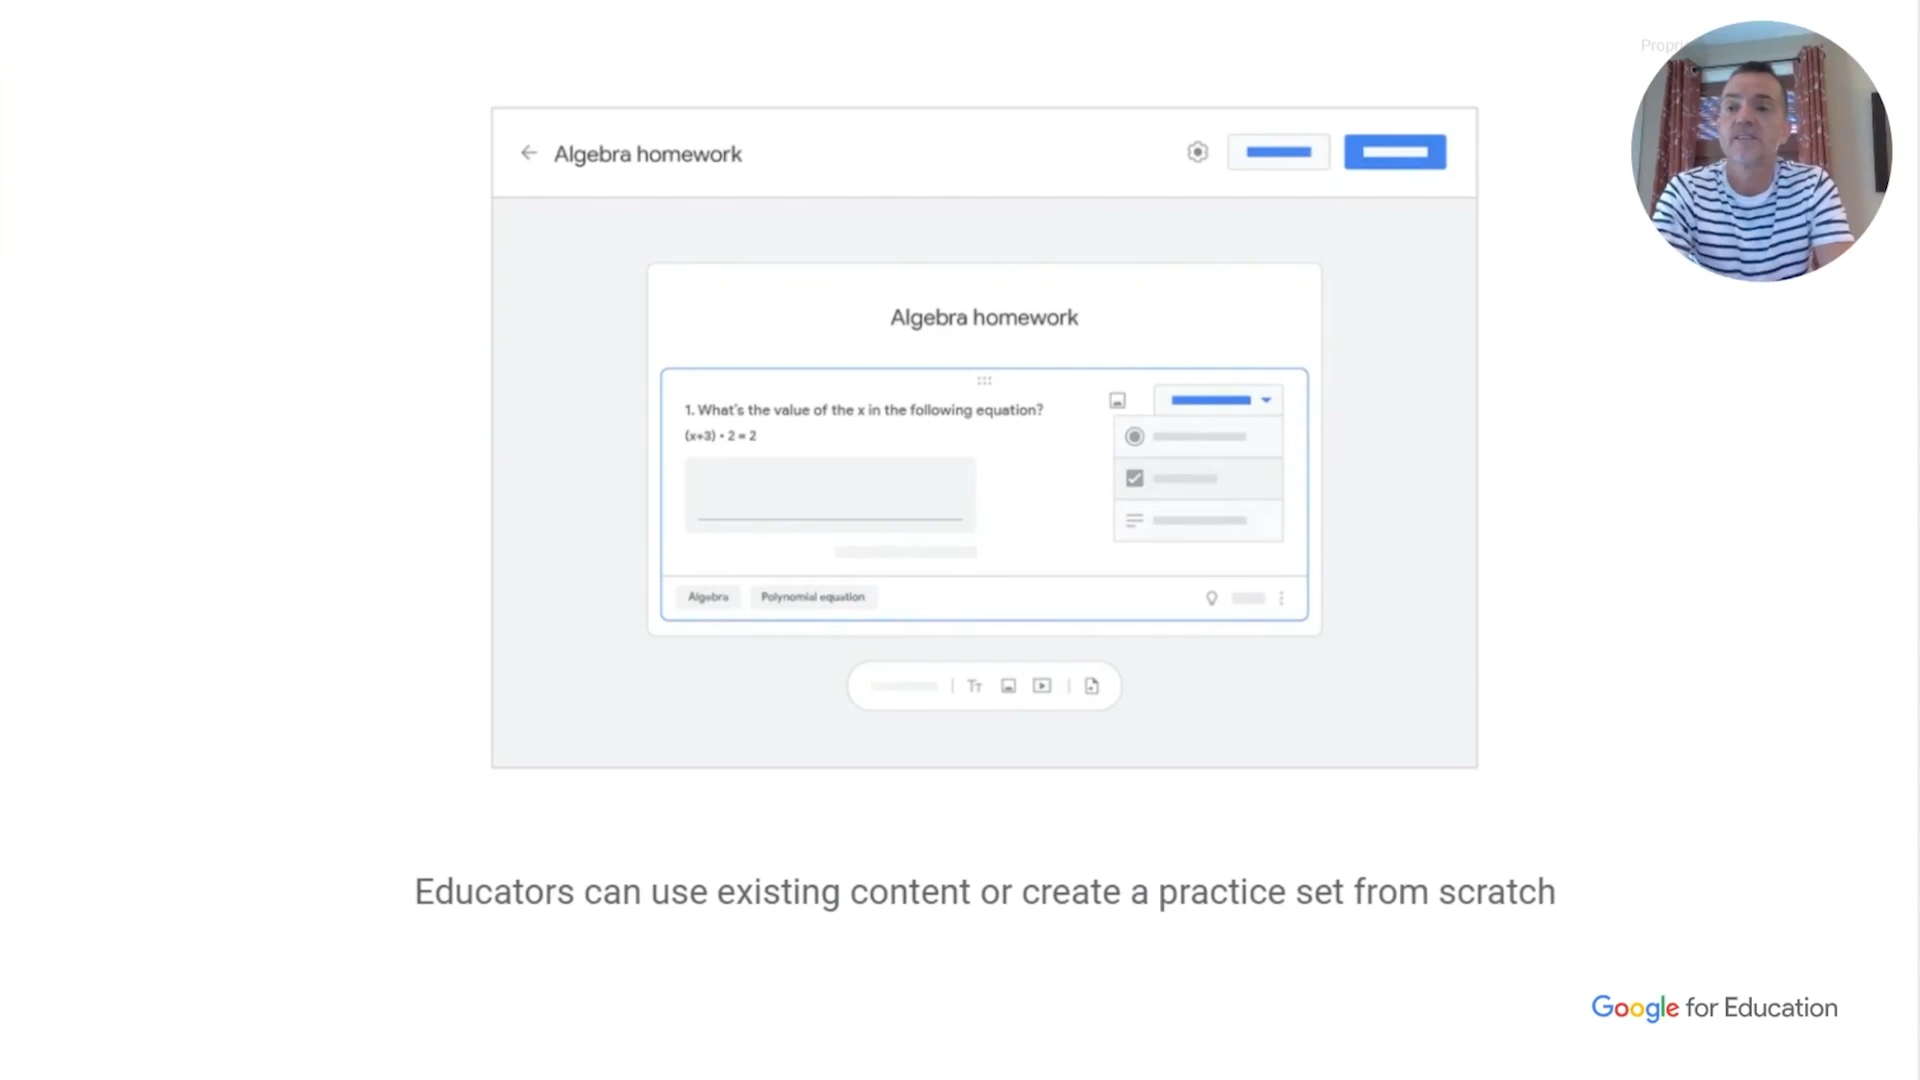 Algebra homework
Algebra homework
1. What's the value of the x in the following equation?
(x+3) • 2 = 2
Algebra
Polynomial equation
Educators can use existing content or create a practice set from scratch
Google for Education